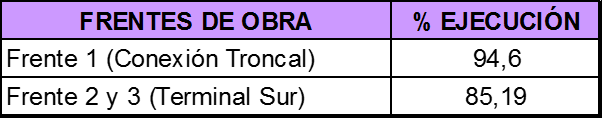 FRENTES DE OBRA % EJECUCIÓN
Frente 1 (Conexión Troncal) 94,6
Frente 2 y 3 (Terminal Sur) 85,19